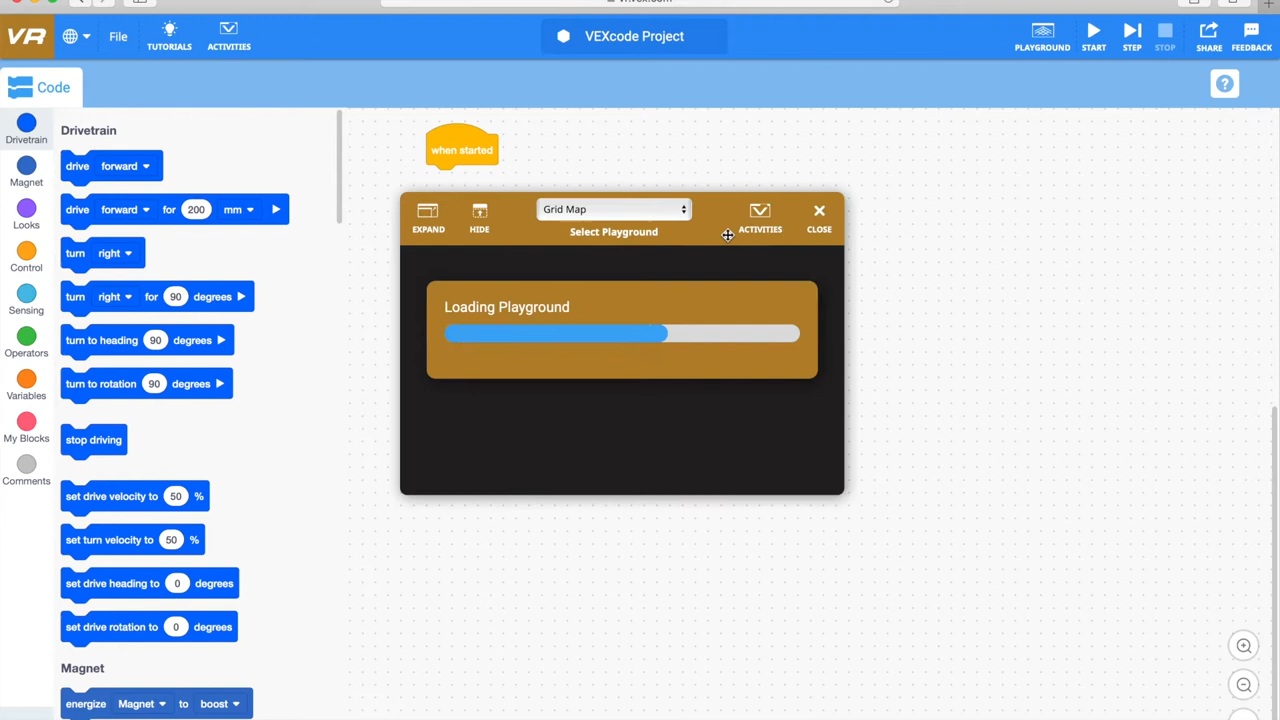 VR
File
TUTORIALS
ACTIVITIES
VEXcode Project
PLAYGROUND
START
STEP
STOP
SHARE
FEEDBACK
Code
?
Drivetrain
Magnet
Looks
Control
Sensing
Operators
Variables
My Blocks
Comments
Drivetrain
drive forward
drive forward for 200 mm
turn right
turn right for 90 degrees
turn to heading 90 degrees
turn to rotation 90 degrees
stop driving
set drive velocity to 50 %
set turn velocity to 50 %
set drive heading to 0 degrees
set drive rotation to 0 degrees
Magnet
energize Magnet to boost
when started
EXPAND
HIDE
Grid Map
Select Playground
ACTIVITIES
CLOSE
Loading Playground